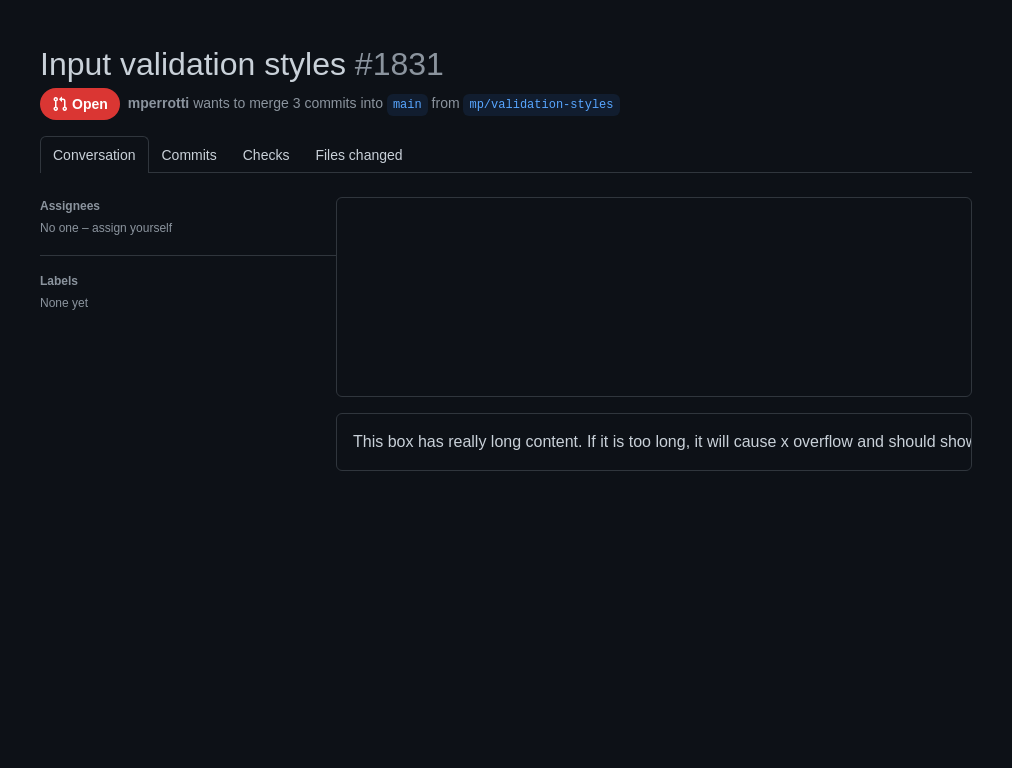 Input validation styles #1831
Open mperrotti wants to merge 3 commits into main from mp/validation-styles
Conversation Commits Checks Files changed
Assignees
No one – assign yourself
Labels
None yet
This box has really long content. If it is too long, it will cause x overflow and should show